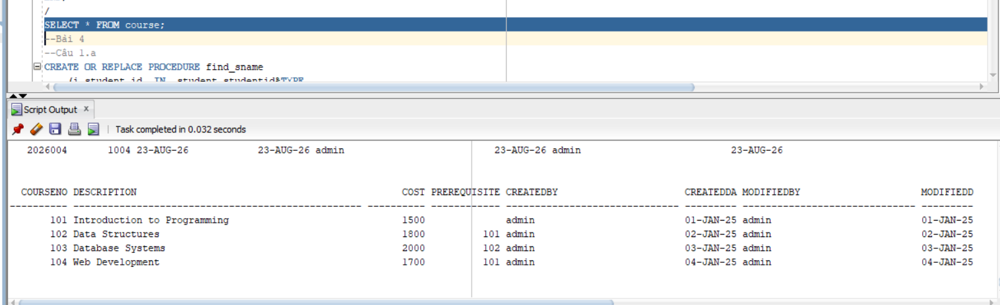 /
SELECT * FROM course;
--Bài 4
--Câu 1.a
CREATE OR REPLACE PROCEDURE find_sname
(i_student_id IN student.studentid%TYPE
Script Output x
Task completed in 0.032 seconds
2026004 1004 23-AUG-26 23-AUG-26 admin 23-AUG-26 admin 23-AUG-26
COURSENO DESCRIPTION COST PREREQUISITE CREATEDBY CREATEDDA MODIFIEDBY MODIFIEDD
---------- -------------------------------------------------- ---------- ------------ ------------------------------ --------- ------------------------------ ---------
101 Introduction to Programming 1500 admin 01-JAN-25 admin 01-JAN-25
102 Data Structures 1800 101 admin 02-JAN-25 admin 02-JAN-25
103 Database Systems 2000 102 admin 03-JAN-25 admin 03-JAN-25
104 Web Development 1700 101 admin 04-JAN-25 admin 04-JAN-25